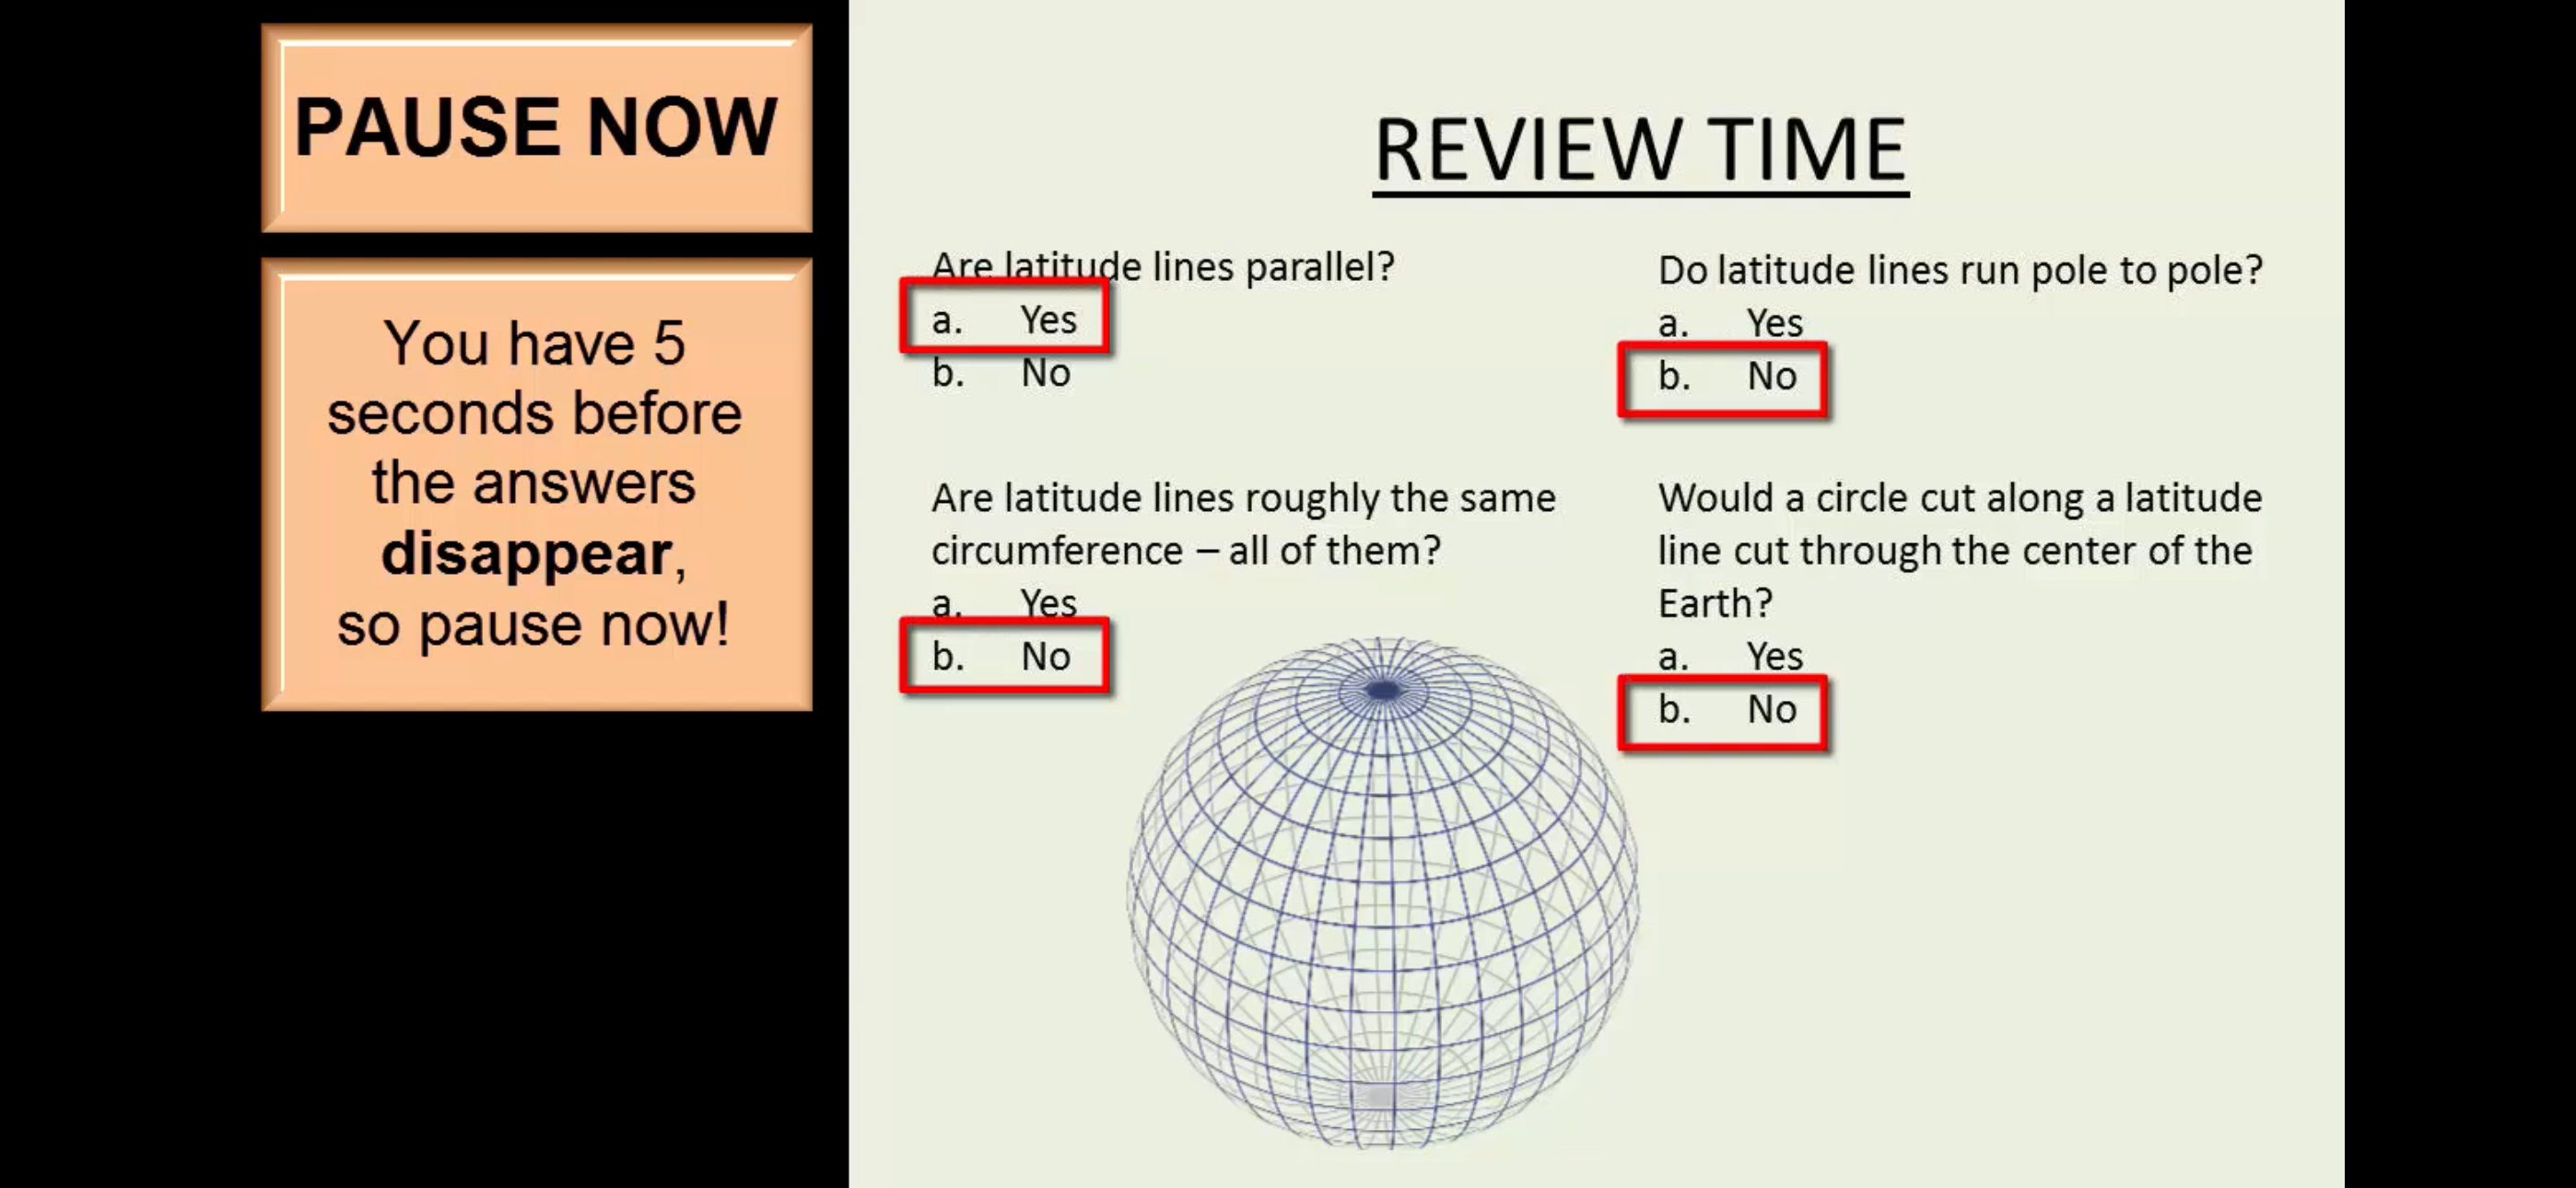 PAUSE NOW
You have 5
seconds before
the answers
disappear,
so pause now!
REVIEW TIME
Are latitude lines parallel?
a. Yes
b. No
Do latitude lines run pole to pole?
a. Yes
b. No
Are latitude lines roughly the same
circumference – all of them?
a. Yes
b. No
Would a circle cut along a latitude
line cut through the center of the
Earth?
a. Yes
b. No